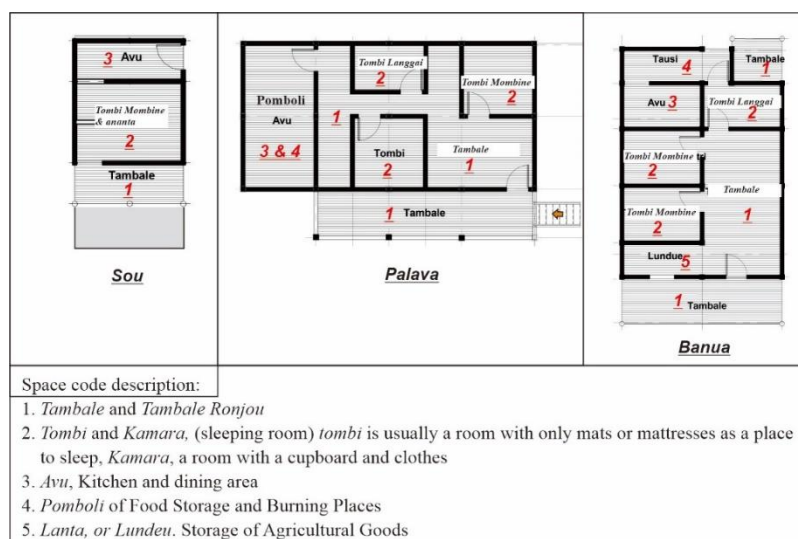 3 Avu
Tombi Mombine
& ananta
2
Tambale
1
Sou
Tombi Langgai
2
Tombi Mombine
2
Pomboli
Avu
3 & 4
1
Tombi
2
Tambale
1
1 Tambale
Palava
Tausi
4
Tambale
1
Avu 3
Tombi Langgai
2
Tombi Mombine tri
2
Tambale
1
Tombi Mombine
2
Lundue
5
1 Tambale
Banua
Space code description:
1. Tambale and Tambale Ronjou
2. Tombi and Kamara, (sleeping room) tombi is usually a room with only mats or mattresses as a place
to sleep, Kamara, a room with a cupboard and clothes
3. Avu, Kitchen and dining area
4. Pomboli of Food Storage and Burning Places
5. Lanta, or Lundeu. Storage of Agricultural Goods